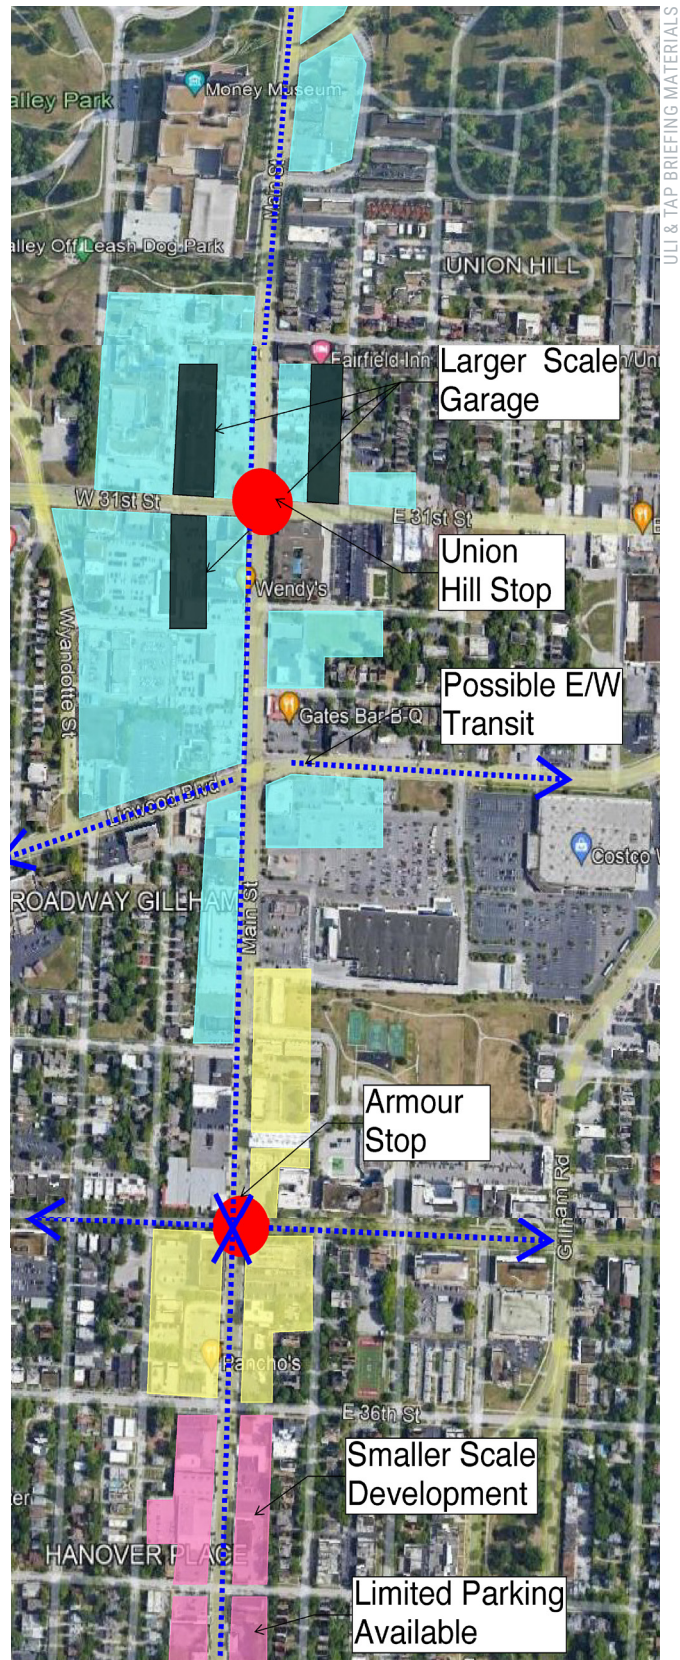 ULI & TAP BRIEFING MATERIALS
alley Park
Money Museum
Main St
alley Off Leash Dog Park
UNION HILL
Fairfield Inn
n/Uni
Larger Scale
Garage
W 31st St
E 31st St
Union
Hill Stop
Wendy's
Wyandotte St
Possible E/W
Transit
Gates Bar-B-Q
Linwood Blvd
Costco
ROADWAY GILLHAM
Main St
Armour
Stop
Gillham Rd
Pancho's
E 36th St
Smaller Scale
Development
er
HANOVER PLACE
Limited Parking
Available